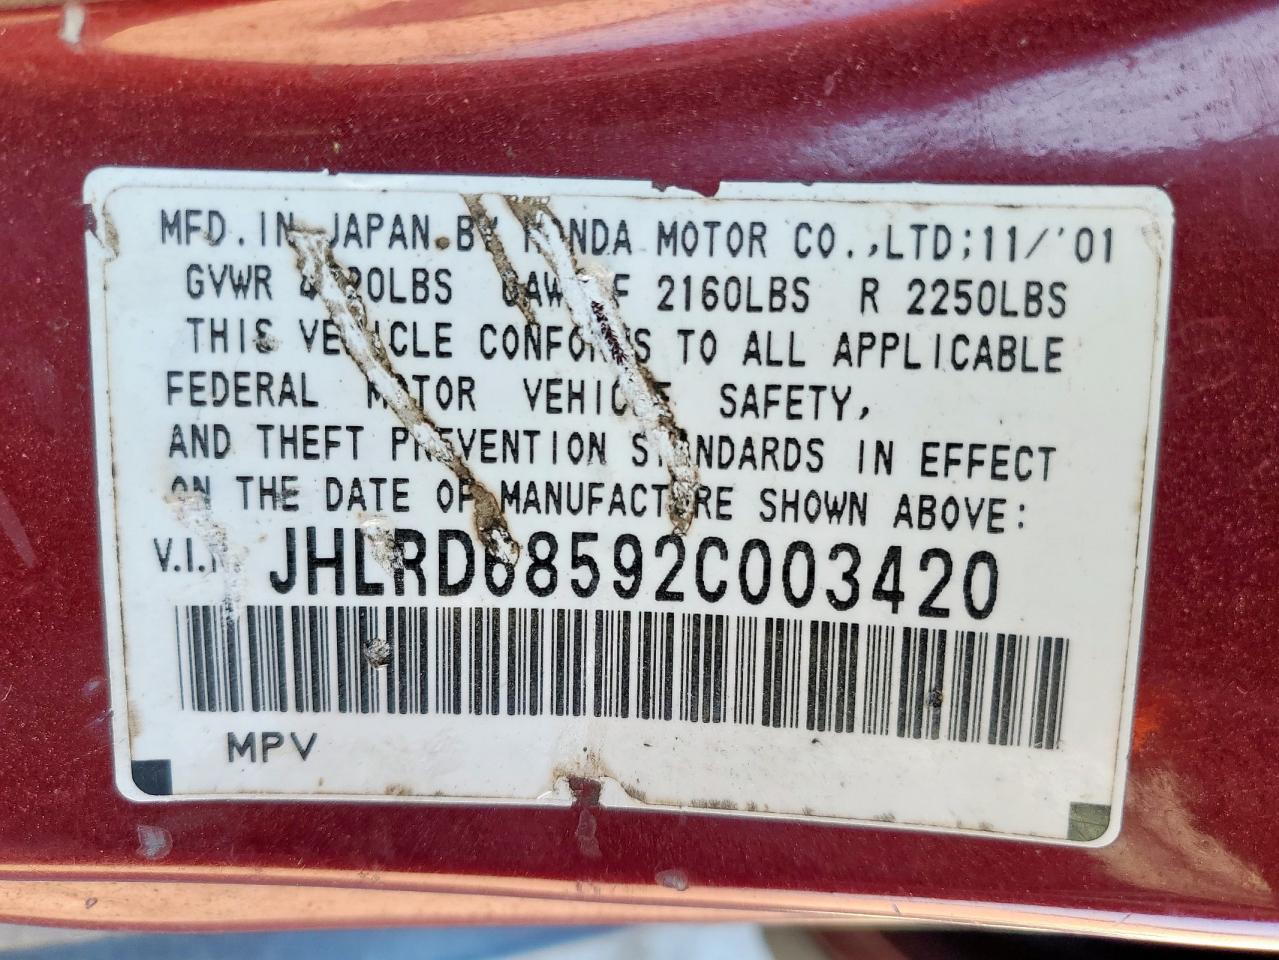 MFD. IN JAPAN BY HONDA MOTOR CO.,LTD;11/'01
GVWR LBS GAWR F 2160LBS R 2250LBS
THIS VEHICLE CONFORMS TO ALL APPLICABLE
FEDERAL MOTOR VEHICLE SAFETY,
AND THEFT PREVENTION STANDARDS IN EFFECT
ON THE DATE OF MANUFACTURE SHOWN ABOVE:
V.I.N. JHLRD68592C003420
MPV